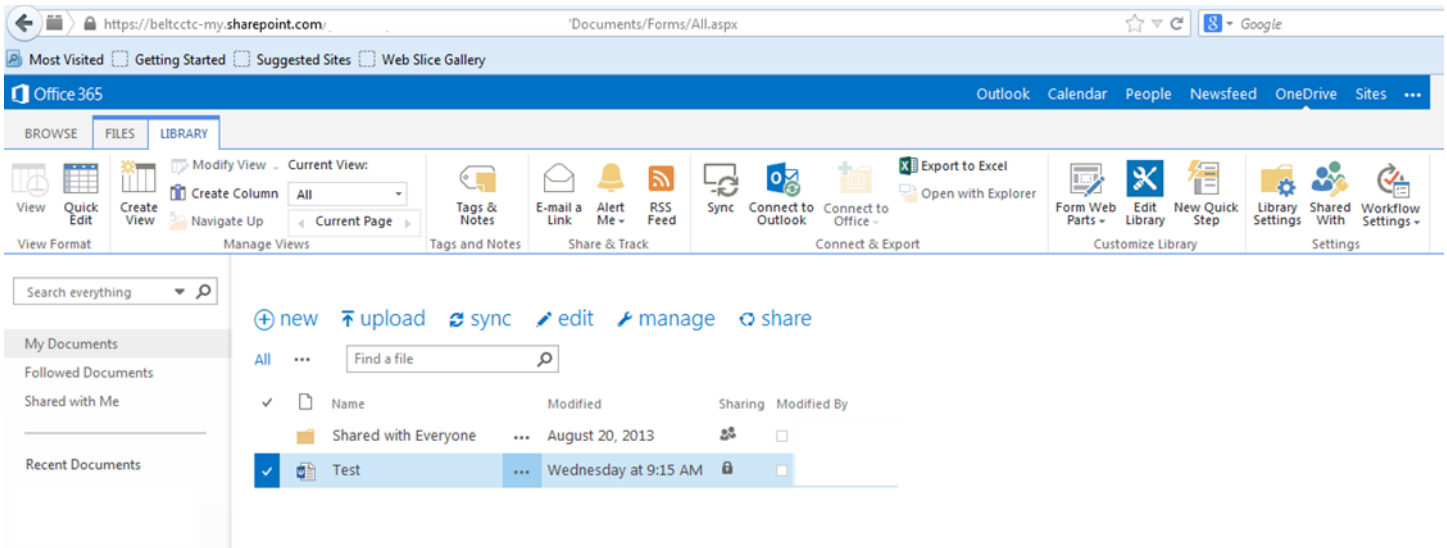 https://beltcctc-my.sharepoint.com/ 'Documents/Forms/All.aspx
Google
Most Visited Getting Started Suggested Sites Web Slice Gallery
Office 365 Outlook Calendar People Newsfeed OneDrive Sites •••
BROWSE FILES LIBRARY
View
Quick Edit
View Format
Create View
Modify View
Create Column
Navigate Up
Current View:
All
Current Page
Manage Views
Tags & Notes
Tags and Notes
E-mail a Link
Alert Me
RSS Feed
Share & Track
Sync
Connect to Outlook
Connect to Office
Export to Excel
Open with Explorer
Connect & Export
Form Web Parts
Edit Library
New Quick Step
Customize Library
Library Settings
Shared With
Workflow Settings
Settings
Search everything
My Documents
Followed Documents
Shared with Me
Recent Documents
new upload sync edit manage share
All ••• Find a file
Name Modified Sharing Modified By
Shared with Everyone ••• August 20, 2013
Test ••• Wednesday at 9:15 AM